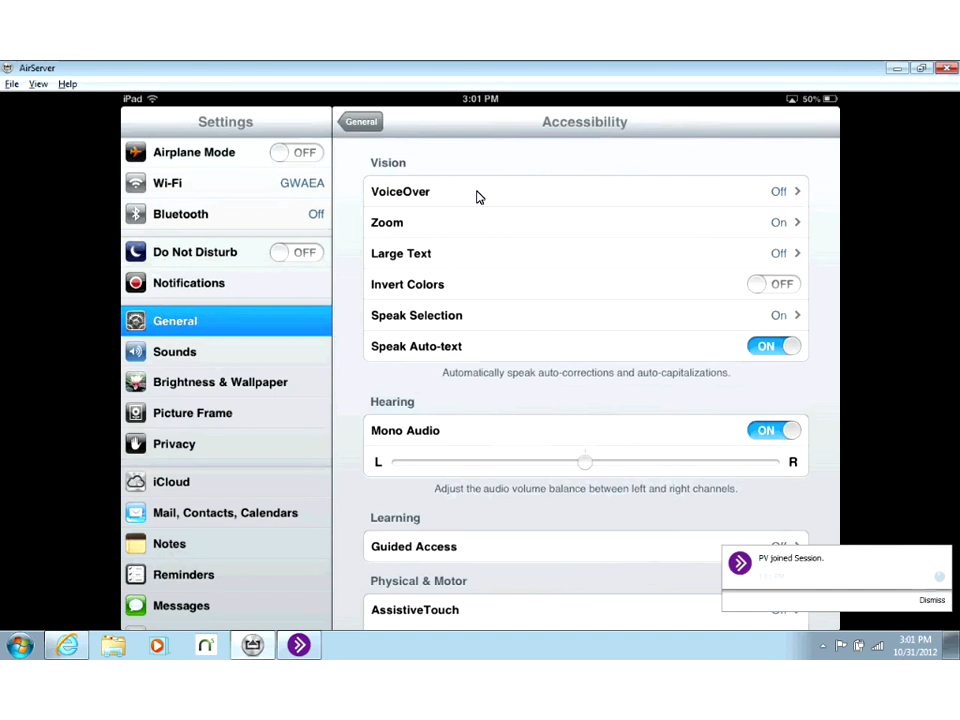 AirServer
File View Help
iPad 3:01 PM 50%
Settings
General Accessibility
Airplane Mode OFF
Wi-Fi GWAEA
Bluetooth Off
Do Not Disturb OFF
Notifications
General
Sounds
Brightness & Wallpaper
Picture Frame
Privacy
iCloud
Mail, Contacts, Calendars
Notes
Reminders
Messages
Vision
VoiceOver Off
Zoom On
Large Text Off
Invert Colors OFF
Speak Selection On
Speak Auto-text ON
Automatically speak auto-corrections and auto-capitalizations.
Hearing
Mono Audio ON
L R
Adjust the audio volume balance between left and right channels.
Learning
Guided Access
Physical & Motor
AssistiveTouch
PV joined Session.
3:01 PM
Dismiss
3:01 PM
10/31/2012